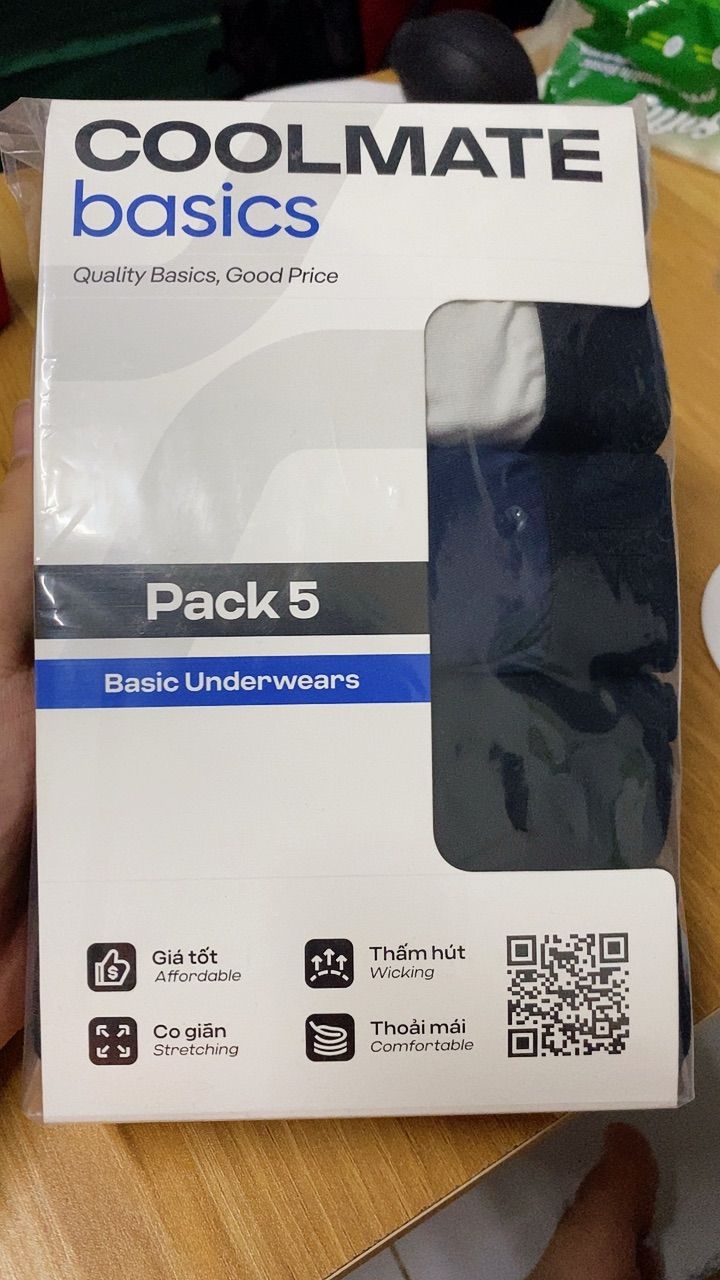 COOLMATE
basics
Quality Basics, Good Price
Pack 5
Basic Underwears
Giá tốt
Affordable
Thấm hút
Wicking
Co giãn
Stretching
Thoải mái
Comfortable